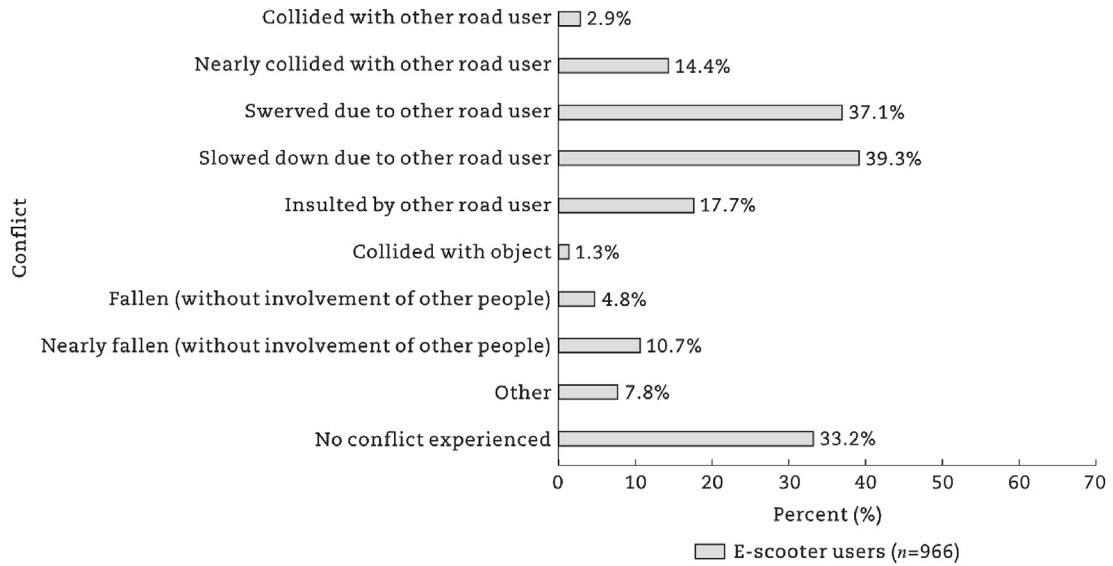 Conflict
Collided with other road user 2.9%
Nearly collided with other road user 14.4%
Swerved due to other road user 37.1%
Slowed down due to other road user 39.3%
Insulted by other road user 17.7%
Collided with object 1.3%
Fallen (without involvement of other people) 4.8%
Nearly fallen (without involvement of other people) 10.7%
Other 7.8%
No conflict experienced 33.2%
0 10 20 30 40 50 60 70
Percent (%)
E-scooter users (n=966)